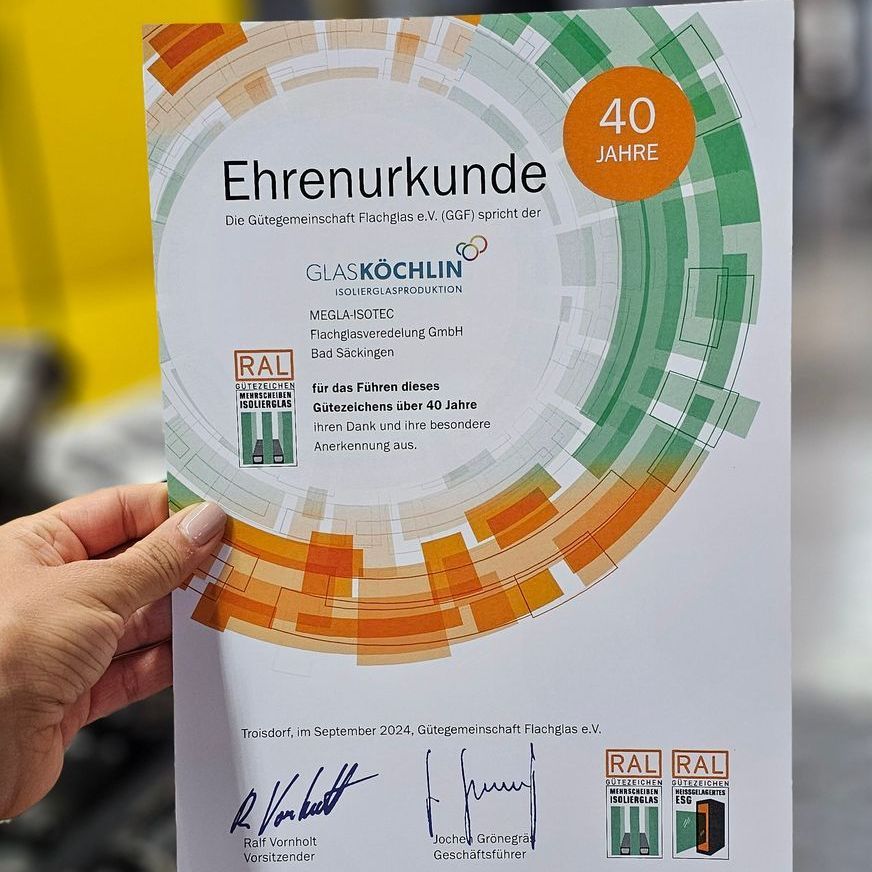 40
JAHRE
Ehrenurkunde
Die Gütegemeinschaft Flachglas e.V. (GGF) spricht der
GLASKÖCHLIN
ISOLIERGLASPRODUKTION
MEGLA-ISOTEC
Flachglasveredelung GmbH
Bad Säckingen
RAL
GÜTEZEICHEN
MEHRSCHEIBEN
ISOLIERGLAS
für das Führen dieses
Gütezeichens über 40 Jahre
ihren Dank und ihre besondere
Anerkennung aus.
Troisdorf, im September 2024, Gütegemeinschaft Flachglas e.V.
R. Vornholt
Ralf Vornholt
Vorsitzender
Jochen Grönegräs
Geschäftsführer
RAL
GÜTEZEICHEN
MEHRSCHEIBEN
ISOLIERGLAS
RAL
GÜTEZEICHEN
HEISSGELAGERTES
ESG